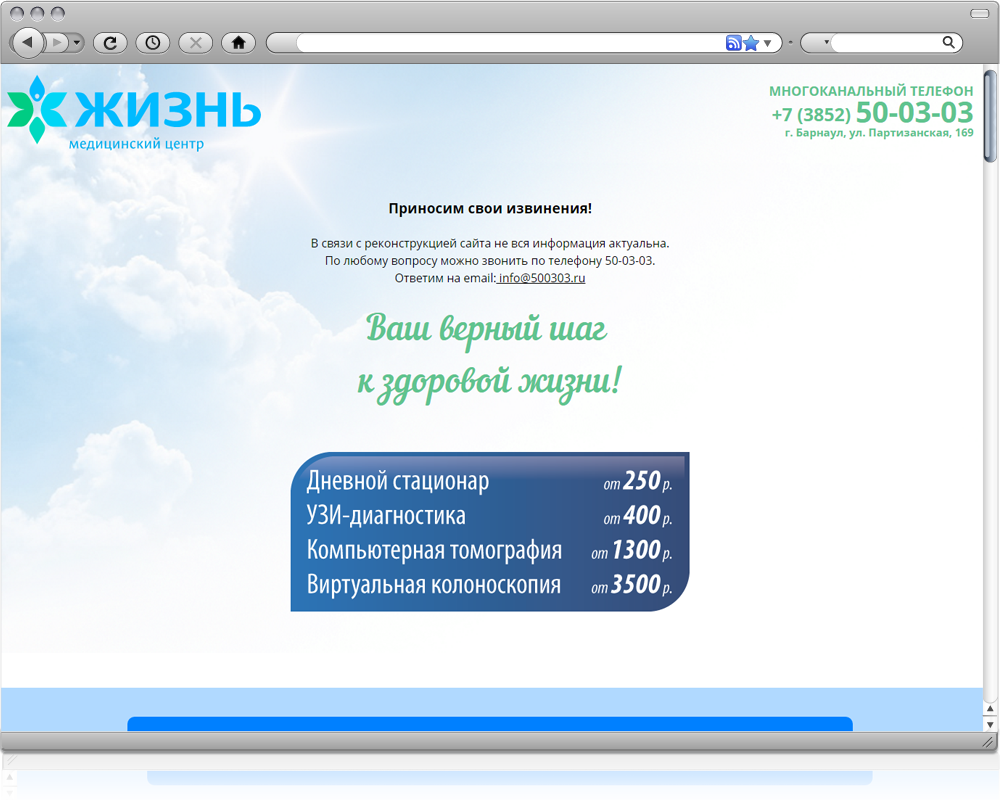 ЖИЗНЬ
медицинский центр
МНОГОКАНАЛЬНЫЙ ТЕЛЕФОН
+7 (3852) 50-03-03
г. Барнаул, ул. Партизанская, 169
Приносим свои извинения!
В связи с реконструкцией сайта не вся информация актуальна.
По любому вопросу можно звонить по телефону 50-03-03.
Ответим на email: info@500303.ru
Ваш верный шаг
к здоровой жизни!
Дневной стационар от 250 р.
УЗИ-диагностика от 400 р.
Компьютерная томография от 1300 р.
Виртуальная колоноскопия от 3500 р.